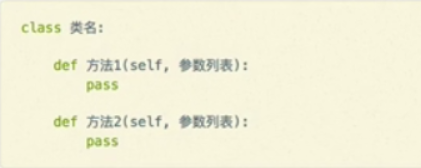 class 类名:
def 方法1(self, 参数列表):
pass
def 方法2(self, 参数列表):
pass